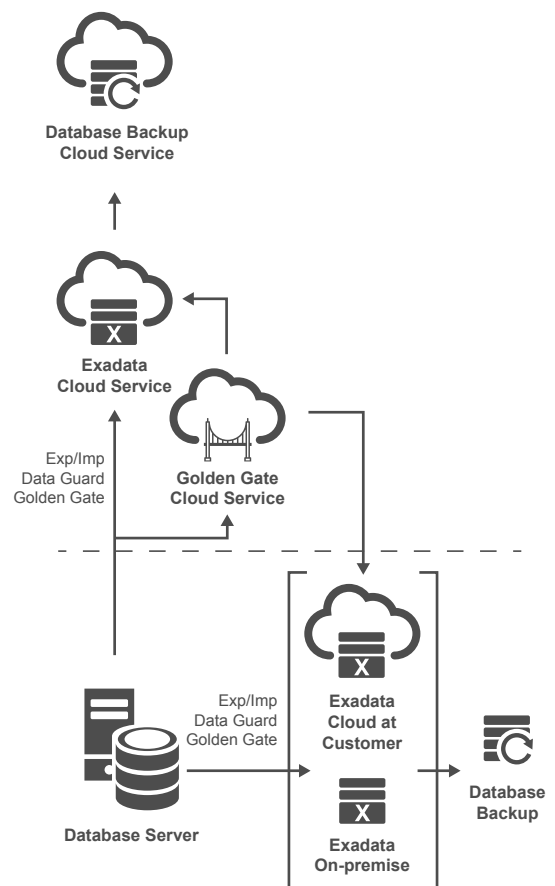 Database Backup
Cloud Service
X
Exadata
Cloud Service
Golden Gate
Cloud Service
Exp/Imp
Data Guard
Golden Gate
X
Exadata
Cloud at
Customer
Exp/Imp
Data Guard
Golden Gate
Database Server
X
Exadata
On-premise
Database
Backup